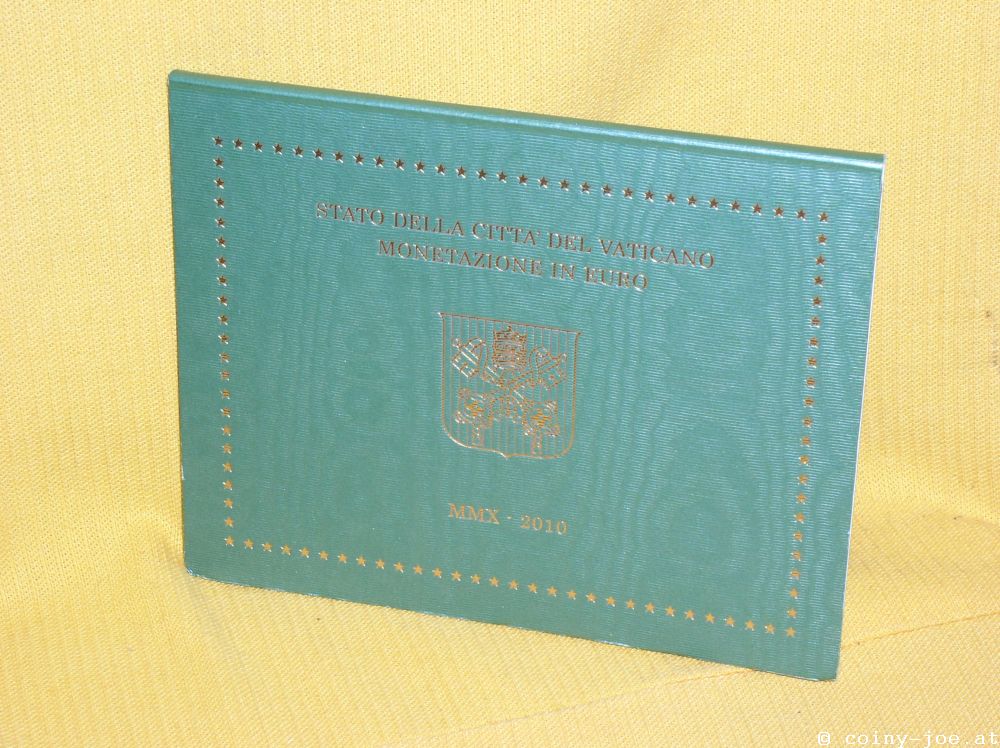 STATO DELLA CITTA' DEL VATICANO
MONETAZIONE IN EURO
MMX - 2010
© coiny-joe.at